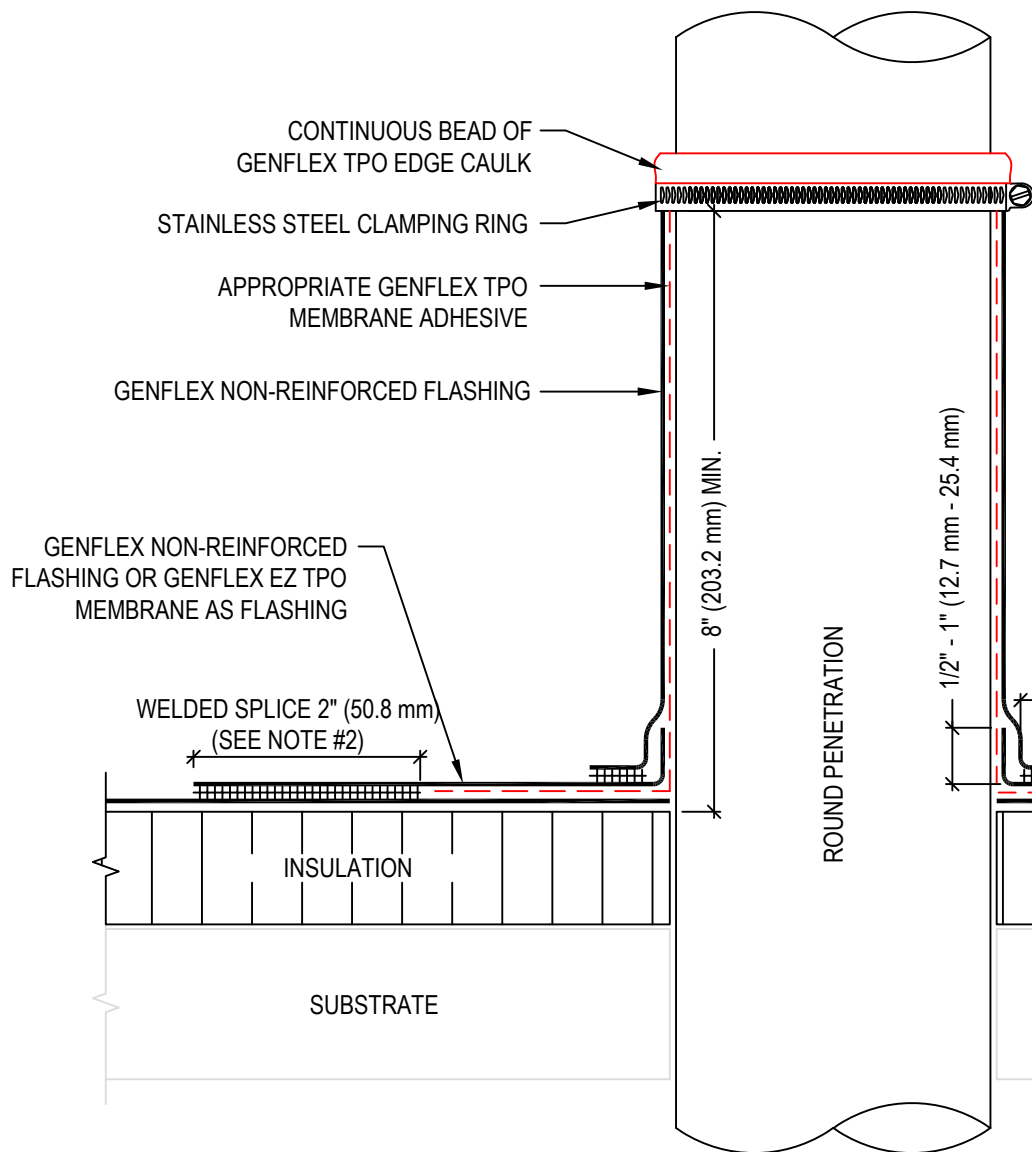 CONTINUOUS BEAD OF
GENFLEX TPO EDGE CAULK
STAINLESS STEEL CLAMPING RING
APPROPRIATE GENFLEX TPO
MEMBRANE ADHESIVE
GENFLEX NON-REINFORCED FLASHING
GENFLEX NON-REINFORCED
FLASHING OR GENFLEX EZ TPO
MEMBRANE AS FLASHING
WELDED SPLICE 2" (50.8 mm)
(SEE NOTE #2)
8" (203.2 mm) MIN.
ROUND PENETRATION
1/2" - 1" (12.7 mm - 25.4 mm)
INSULATION
SUBSTRATE